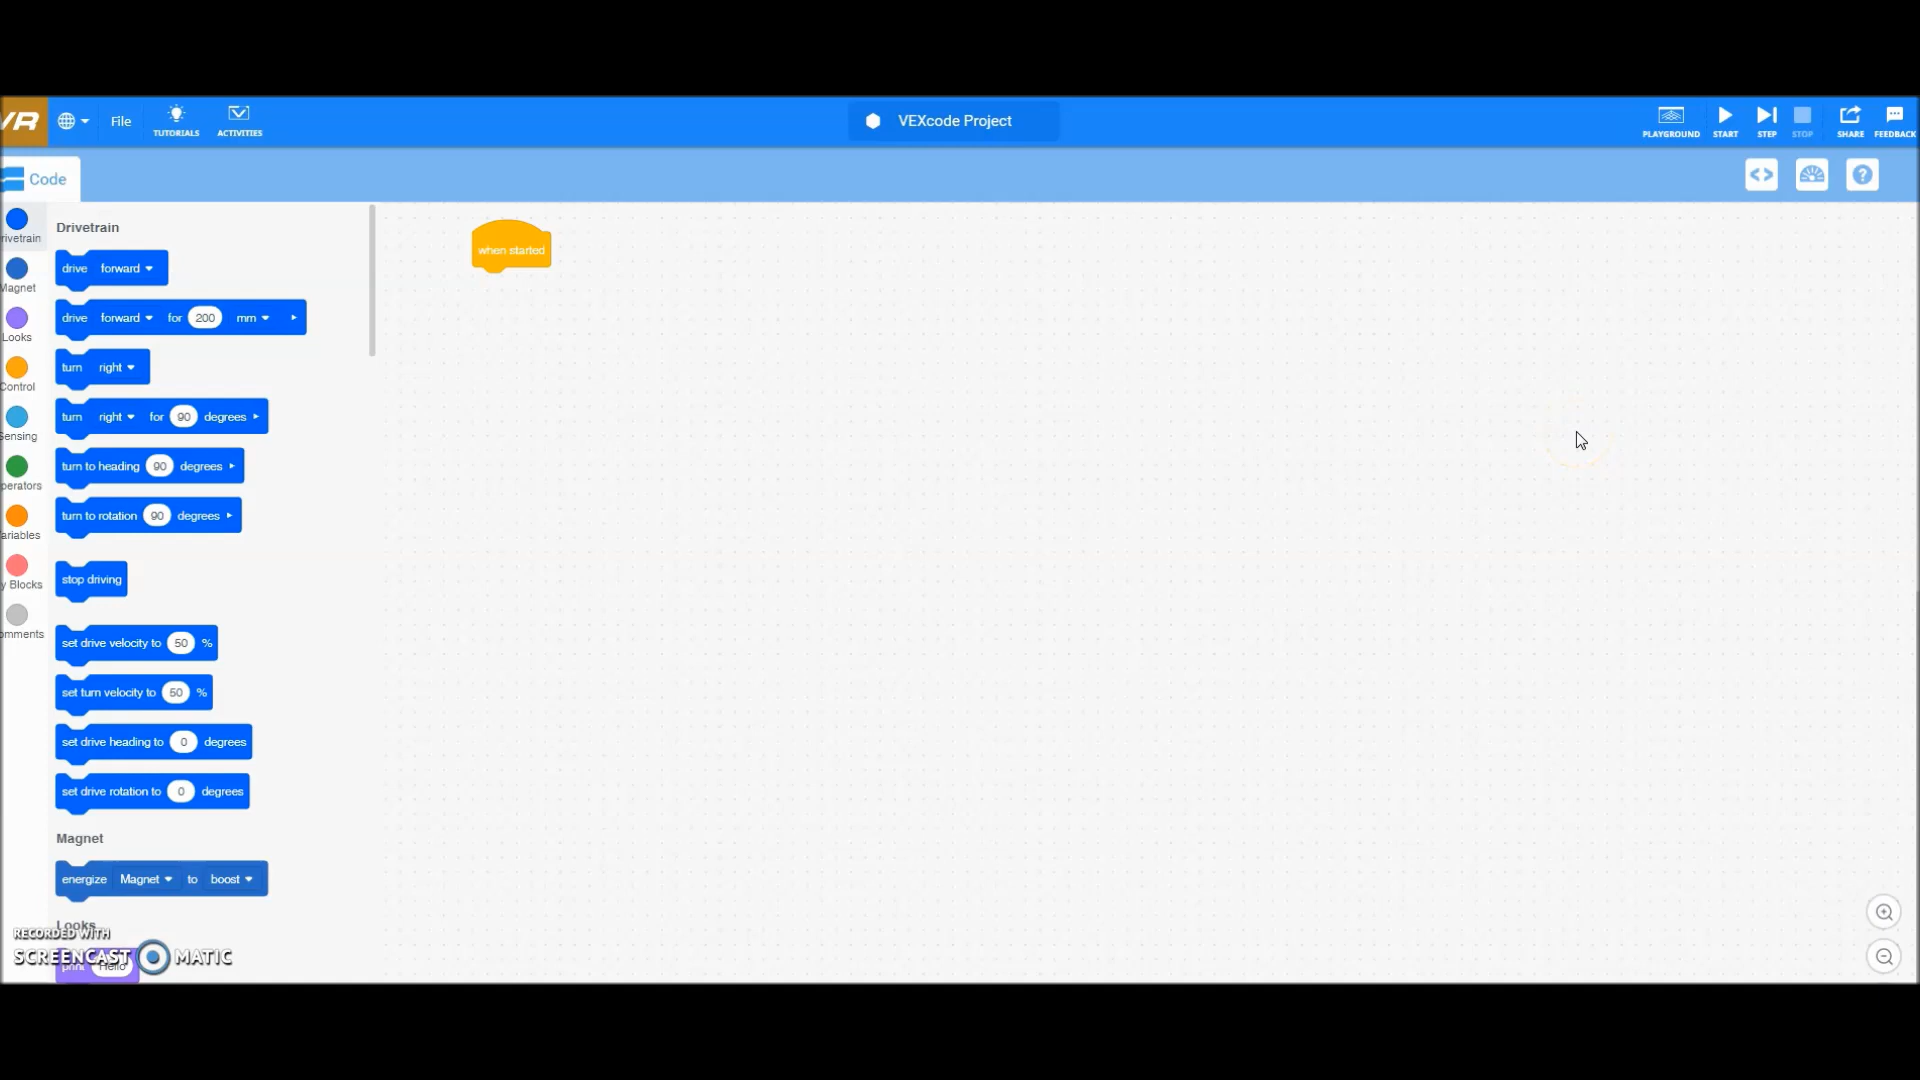 VR
File
TUTORIALS
ACTIVITIES
VEXcode Project
PLAYGROUND
START
STEP
STOP
SHARE
FEEDBACK
Code
rivetrain
Magnet
Looks
Control
Sensing
perators
ariables
y Blocks
omments
Drivetrain
drive forward
drive forward for 200 mm
turn right
turn right for 90 degrees
turn to heading 90 degrees
turn to rotation 90 degrees
stop driving
set drive velocity to 50 %
set turn velocity to 50 %
set drive heading to 0 degrees
set drive rotation to 0 degrees
Magnet
energize Magnet to boost
Looks
print Hello
when started
RECORDED WITH
SCREENCAST MATIC